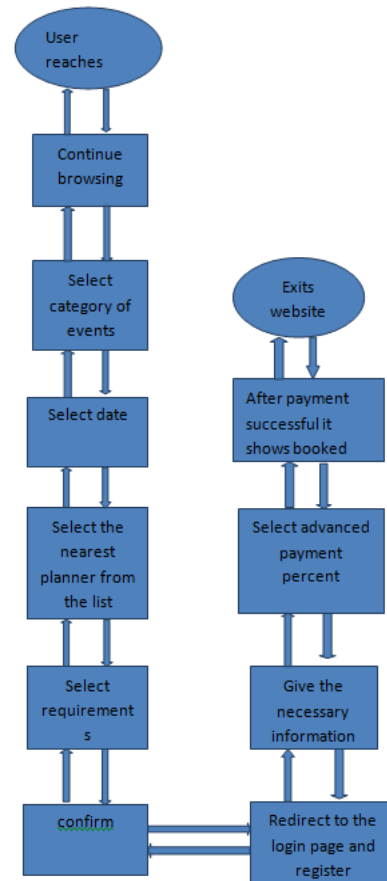 User
reaches
Continue
browsing
Select
category of
events
Select date
Select the
nearest
planner from
the list
Select
requirement
s
confirm
Exits
website
After payment
successful it
shows booked
Select advanced
payment
percent
Give the
necessary
information
Redirect to the
login page and
register